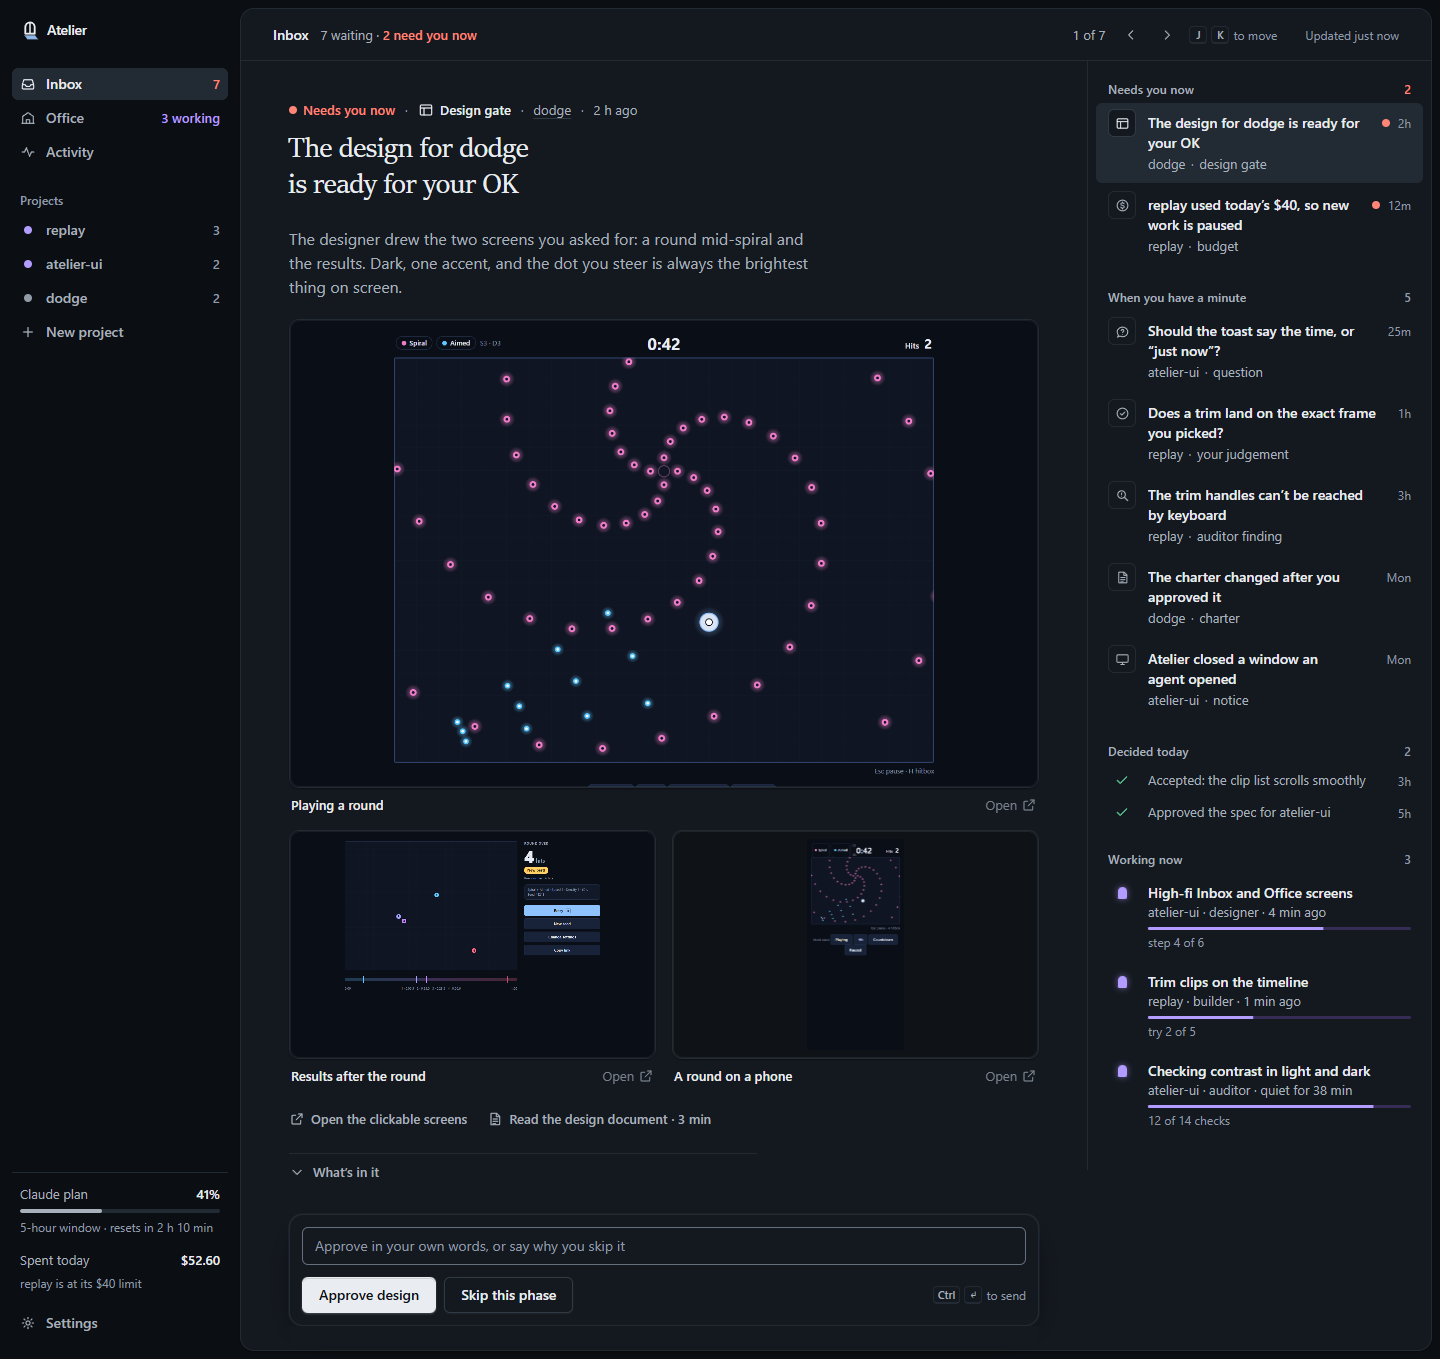 Atelier
Inbox 7
Office 3 working
Activity
Projects
replay 3
atelier-ui 2
dodge 2
New project
Claude plan 41%
5-hour window · resets in 2 h 10 min
Spent today $52.60
replay is at its $40 limit
Settings
Inbox 7 waiting · 2 need you now
1 of 7 J K to move Updated just now
Needs you now · Design gate · dodge · 2 h ago
The design for dodge
is ready for your OK
The designer drew the two screens you asked for: a round mid-spiral and
the results. Dark, one accent, and the dot you steer is always the brightest
thing on screen.
Spiral Aimed 0:42 Hits 2
Esc pause · H hitbox
Playing a round Open
4
0:42
Results after the round Open
A round on a phone Open
Open the clickable screens Read the design document · 3 min
What's in it
Approve in your own words, or say why you skip it
Approve design Skip this phase Ctrl ↵ to send
Needs you now 2
The design for dodge is ready for 2h
your OK
dodge · design gate
replay used today's $40, so new 12m
work is paused
replay · budget
When you have a minute 5
Should the toast say the time, or 25m
“just now”?
atelier-ui · question
Does a trim land on the exact frame 1h
you picked?
replay · your judgement
The trim handles can't be reached 3h
by keyboard
replay · auditor finding
The charter changed after you Mon
approved it
dodge · charter
Atelier closed a window an Mon
agent opened
atelier-ui · notice
Decided today 2
Accepted: the clip list scrolls smoothly 3h
Approved the spec for atelier-ui 5h
Working now 3
High-fi Inbox and Office screens
atelier-ui · designer · 4 min ago
step 4 of 6
Trim clips on the timeline
replay · builder · 1 min ago
try 2 of 5
Checking contrast in light and dark
atelier-ui · auditor · quiet for 38 min
12 of 14 checks